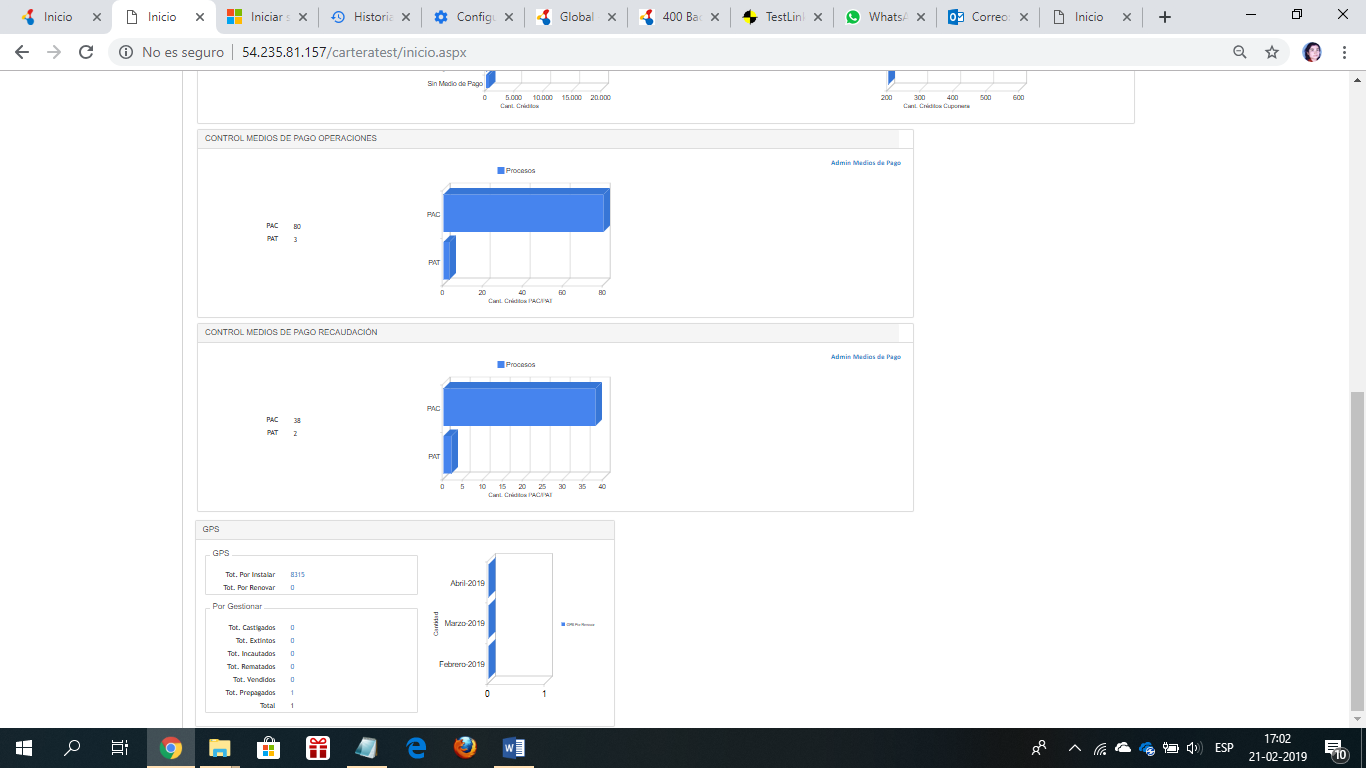 Inicio
Inicio
Iniciar s
Historia
Config
Global
400 Bac
TestLin
WhatsA
Correo:
Inicio
No es seguro
54.235.81.157/carteratest/inicio.aspx
Sin Medio de Pago
0 5.000 10.000 15.000 20.000
Cant. Créditos
200 300 400 500 600
Cant. Créditos Cuponera
CONTROL MEDIOS DE PAGO OPERACIONES
Admin Medios de Pago
Procesos
PAC 80
PAT 3
PAC
PAT
0 20 40 60 80
Cant. Créditos PAC/PAT
CONTROL MEDIOS DE PAGO RECAUDACIÓN
Admin Medios de Pago
Procesos
PAC 38
PAT 2
PAC
PAT
0 5 10 15 20 25 30 35 40
Cant. Créditos PAC/PAT
GPS
GPS
Tot. Por Instalar 8315
Tot. Por Renovar 0
Por Gestionar
Tot. Castigados 0
Tot. Extintos 0
Tot. Incautados 0
Tot. Rematados 0
Tot. Vendidos 0
Tot. Prepagados 1
Total 1
Cantidad
Abril-2019
Marzo-2019
Febrero-2019
0 1
GPS Por Renovar
ESP
17:02
21-02-2019
10